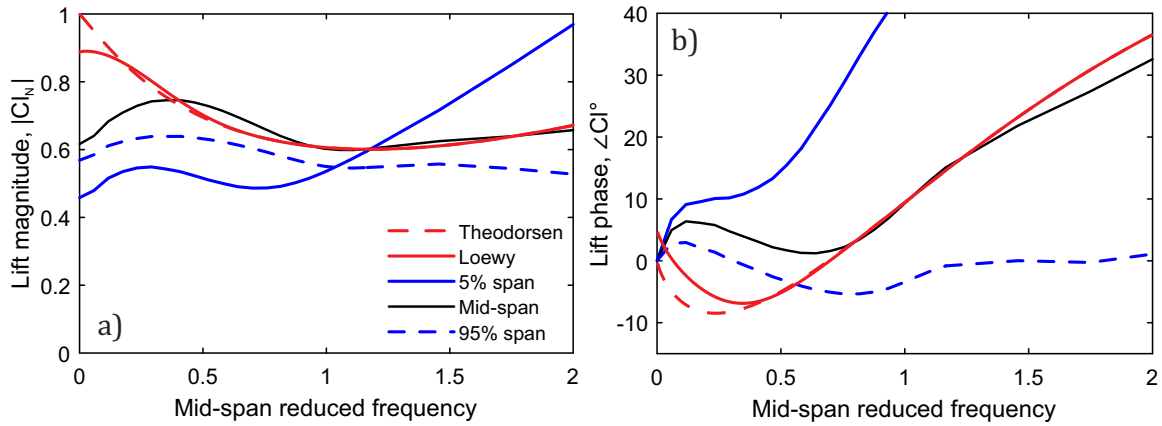 1
0.8
0.6
0.4
0.2
0
Lift magnitude, |Cl_N|
a)
Theodorsen
Loewy
5% span
Mid-span
95% span
0 0.5 1 1.5 2
Mid-span reduced frequency
40
30
20
10
0
-10
Lift phase, ∠Cl°
b)
0 0.5 1 1.5 2
Mid-span reduced frequency